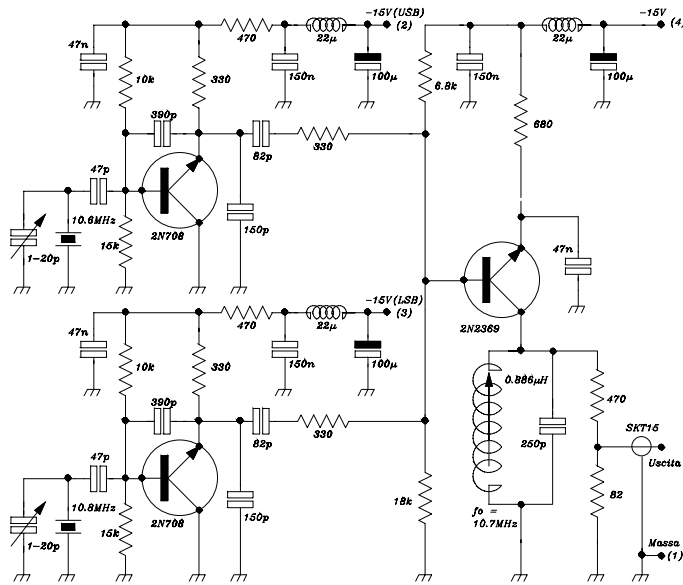 -15V(USB)
(2)
-15V
(4)
47n
470
22μ
22μ
10k
330
150n
100μ
6.8k
150n
100μ
390p
680
82p
330
47p
10.6MHz
2N708
150p
15k
1-20p
47n
-15V(LSB)
(3)
2N2369
47n
470
22μ
10k
330
150n
100μ
0.886μH
390p
470
82p
330
250p
SKT15
47p
Uscita
10.8MHz
18k
82
2N708
150p
fo =
10.7MHz
15k
1-20p
Massa
(1)